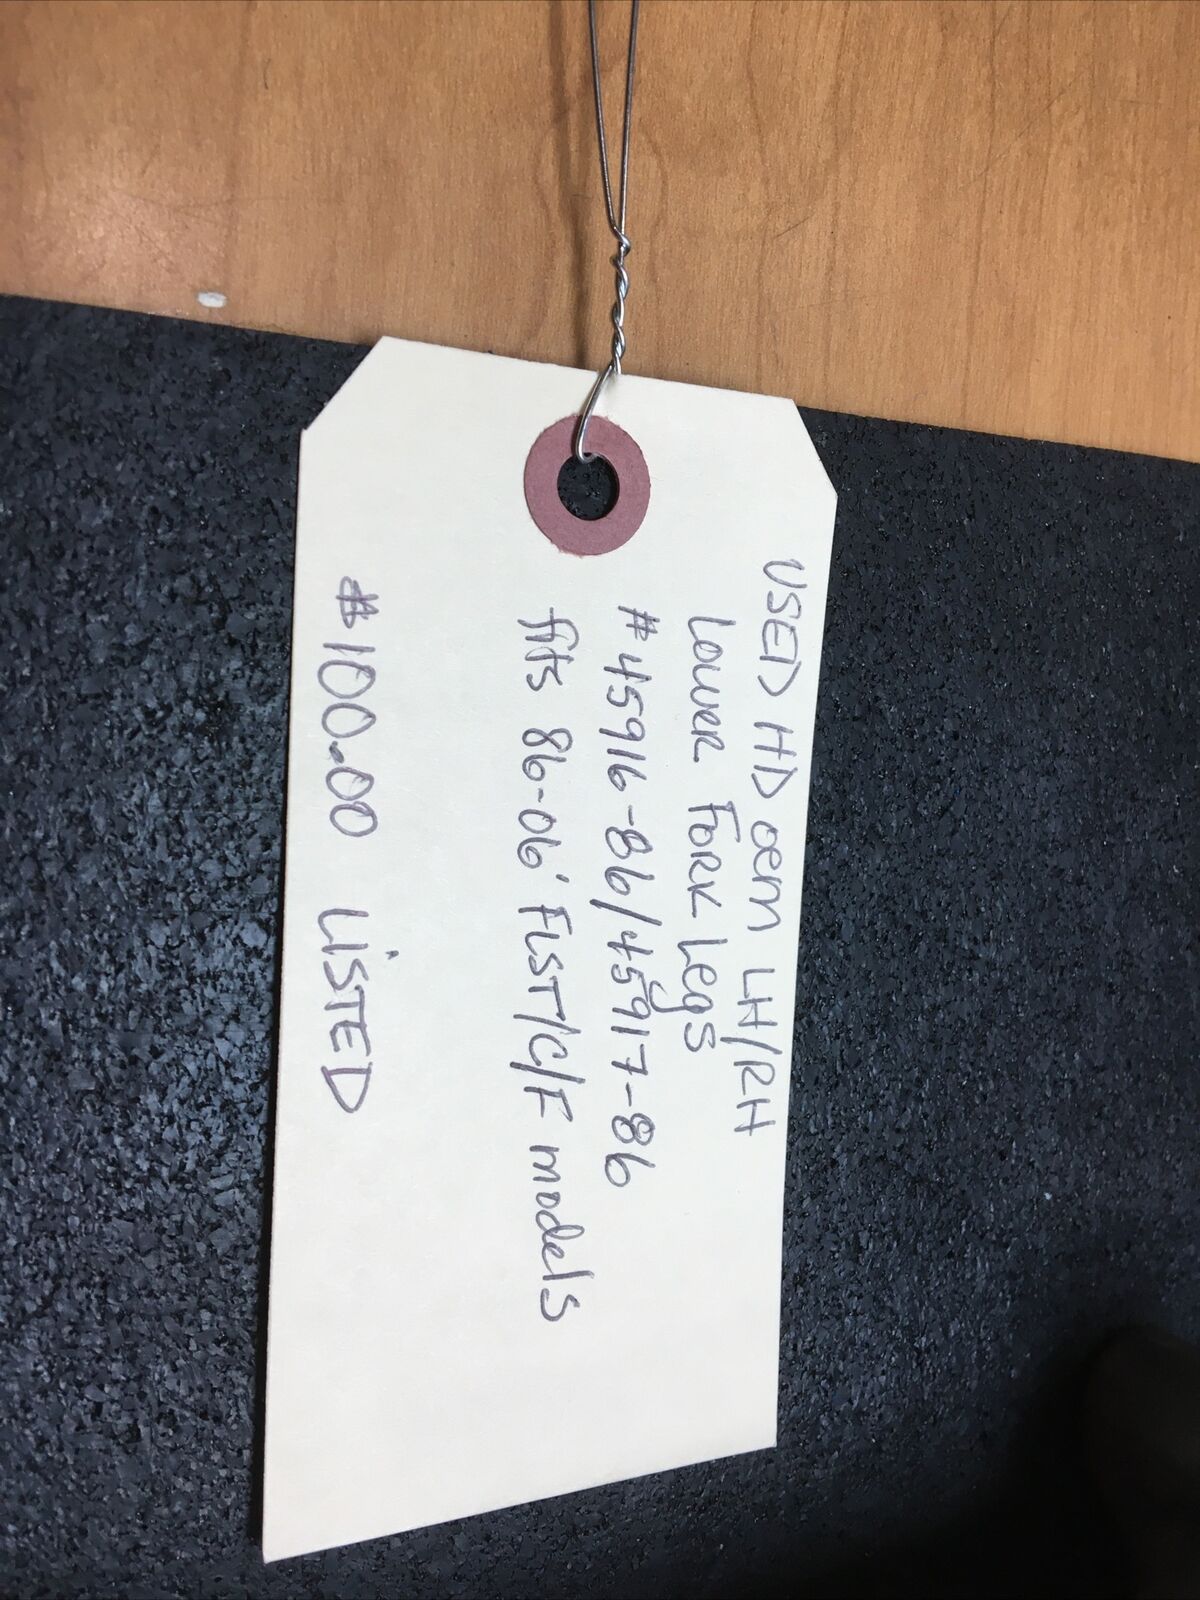 USED HD oem LH/RH
Lower Fork Legs
# 45916-86/45917-86
fits 86-06' FLST/C/F models
$100.00 LiSTED